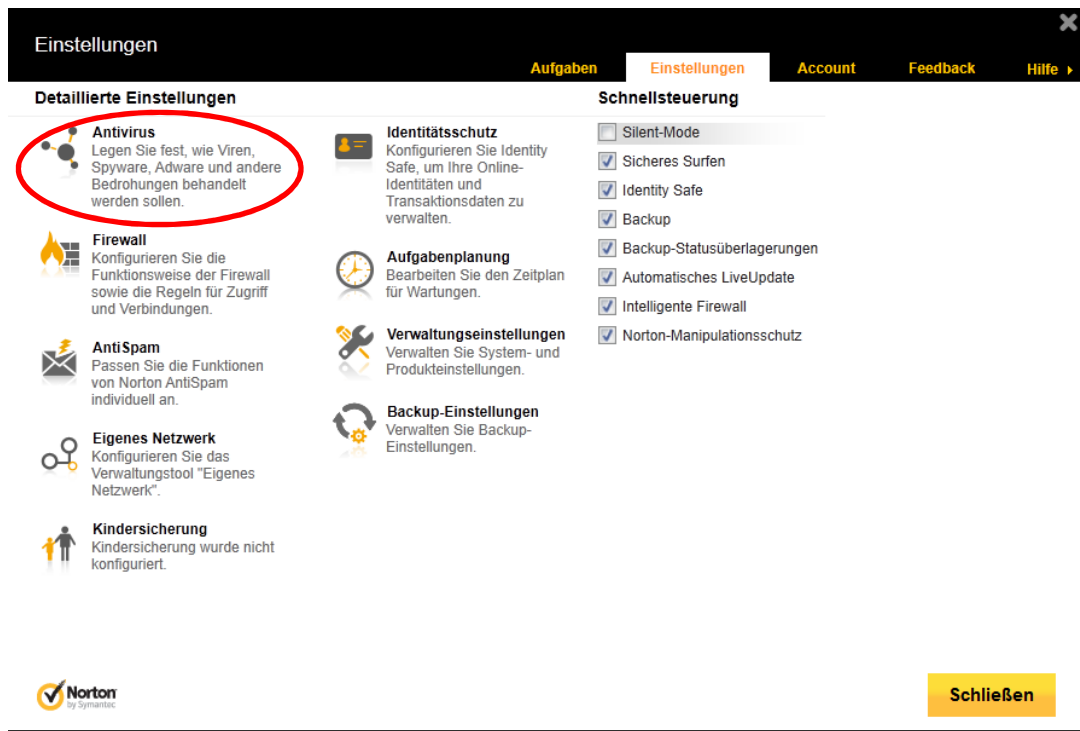 Einstellungen
Aufgaben
Einstellungen
Account
Feedback
Hilfe
Detaillierte Einstellungen
Antivirus
Legen Sie fest, wie Viren,
Spyware, Adware und andere
Bedrohungen behandelt
werden sollen.
Firewall
Konfigurieren Sie die
Funktionsweise der Firewall
sowie die Regeln für Zugriff
und Verbindungen.
AntiSpam
Passen Sie die Funktionen
von Norton AntiSpam
individuell an.
Eigenes Netzwerk
Konfigurieren Sie das
Verwaltungstool "Eigenes
Netzwerk".
Kindersicherung
Kindersicherung wurde nicht
konfiguriert.
Identitätsschutz
Konfigurieren Sie Identity
Safe, um Ihre Online-
Identitäten und
Transaktionsdaten zu
verwalten.
Aufgabenplanung
Bearbeiten Sie den Zeitplan
für Wartungen.
Verwaltungseinstellungen
Verwalten Sie System- und
Produkteinstellungen.
Backup-Einstellungen
Verwalten Sie Backup-
Einstellungen.
Schnellsteuerung
Silent-Mode
Sicheres Surfen
Identity Safe
Backup
Backup-Statusüberlagerungen
Automatisches LiveUpdate
Intelligente Firewall
Norton-Manipulationsschutz
Norton
by Symantec
Schließen